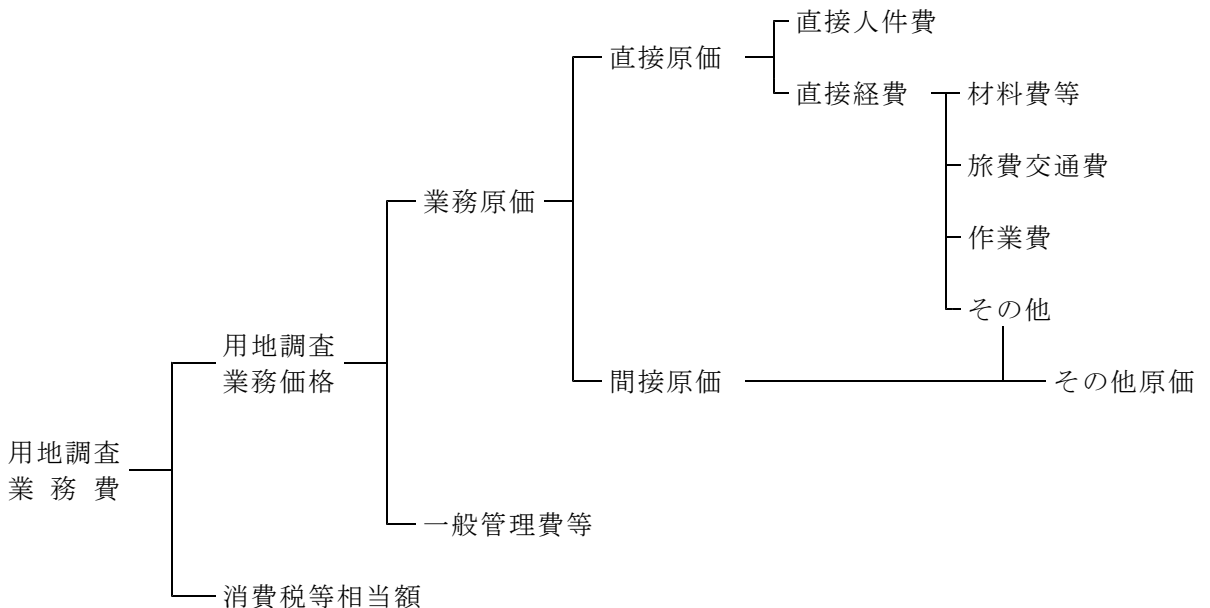 直接人件費
直接原価
直接経費
材料費等
旅費交通費
業務原価
作業費
その他
用地調査
業務価格
間接原価
その他原価
用地調査
業務費
一般管理費等
消費税等相当額